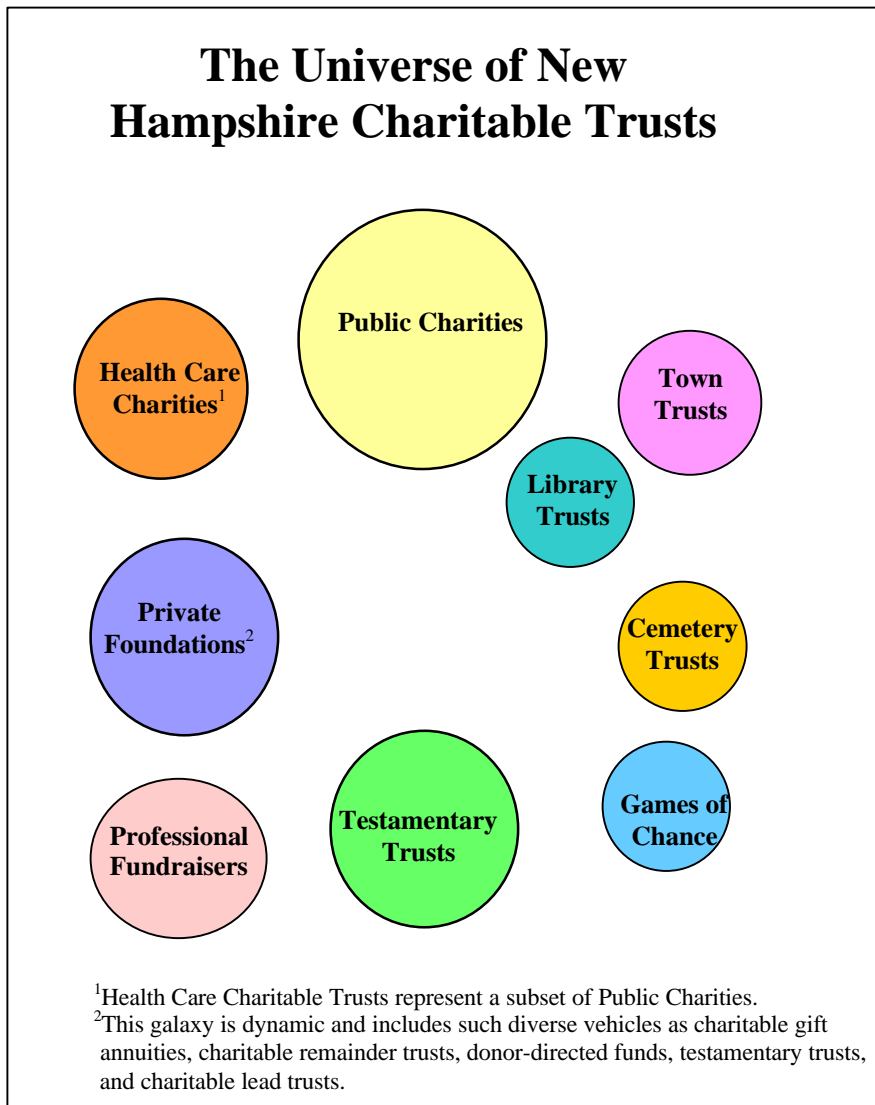 The Universe of New
Hampshire Charitable Trusts
Public Charities
Health Care
Charities¹
Town
Trusts
Library
Trusts
Private
Foundations²
Cemetery
Trusts
Games of
Chance
Testamentary
Trusts
Professional
Fundraisers
¹Health Care Charitable Trusts represent a subset of Public Charities.
²This galaxy is dynamic and includes such diverse vehicles as charitable gift
annuities, charitable remainder trusts, donor-directed funds, testamentary trusts,
and charitable lead trusts.